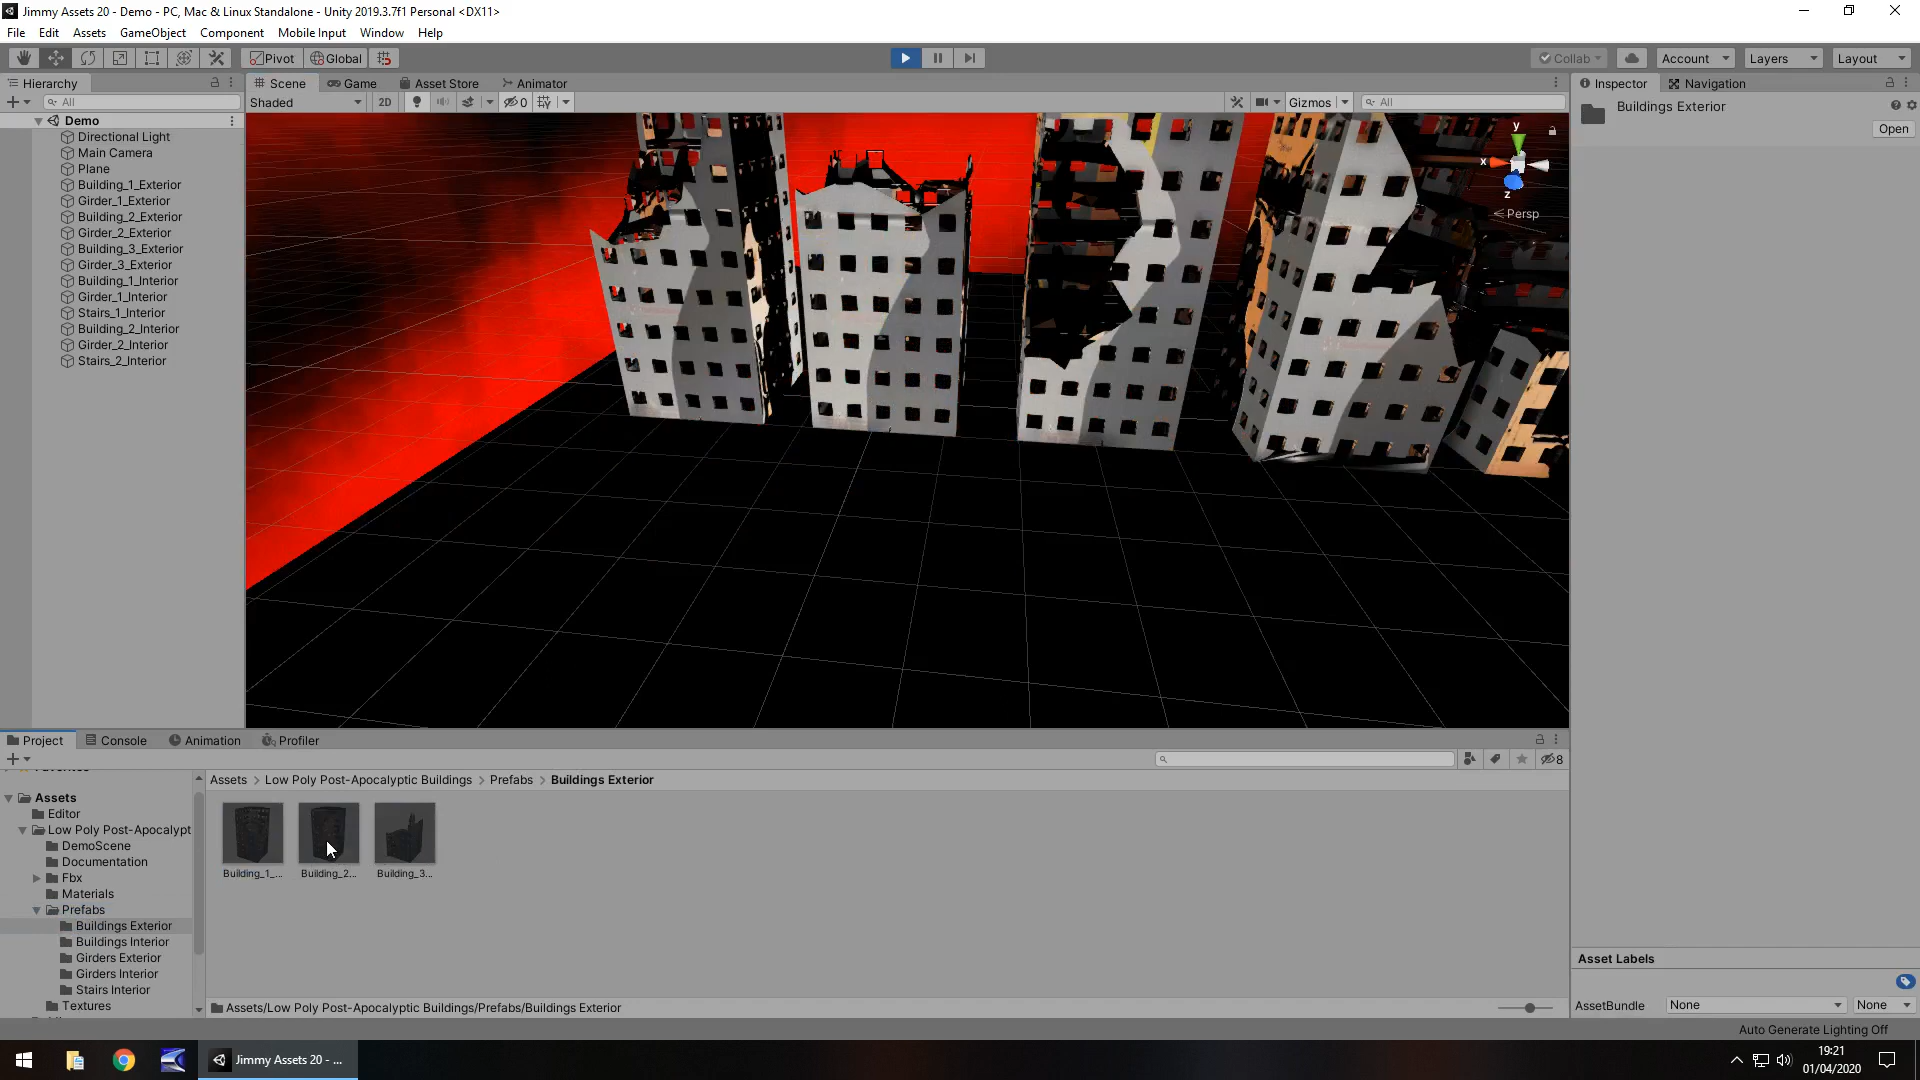 Jimmy Assets 20 - Demo - PC, Mac & Linux Standalone - Unity 2019.3.7f1 Personal <DX11>
File Edit Assets GameObject Component Mobile Input Window Help
Pivot Global Collab Account Layers Layout
Hierarchy
All
Demo
Directional Light
Main Camera
Plane
Building_1_Exterior
Girder_1_Exterior
Building_2_Exterior
Girder_2_Exterior
Building_3_Exterior
Girder_3_Exterior
Building_1_Interior
Girder_1_Interior
Stairs_1_Interior
Building_2_Interior
Girder_2_Interior
Stairs_2_Interior
Scene Game Asset Store Animator
Shaded 2D 0 Gizmos All
y
x
z
Persp
Inspector Navigation
Buildings Exterior
Open
Project Console Animation Profiler
8
Assets
Editor
Low Poly Post-Apocalypt
DemoScene
Documentation
Fbx
Materials
Prefabs
Buildings Exterior
Buildings Interior
Girders Exterior
Girders Interior
Stairs Interior
Textures
Assets > Low Poly Post-Apocalyptic Buildings > Prefabs > Buildings Exterior
Building_1_... Building_2... Building_3...
Assets/Low Poly Post-Apocalyptic Buildings/Prefabs/Buildings Exterior
Asset Labels
AssetBundle None None
Auto Generate Lighting Off
Jimmy Assets 20 - ...
19:21
01/04/2020